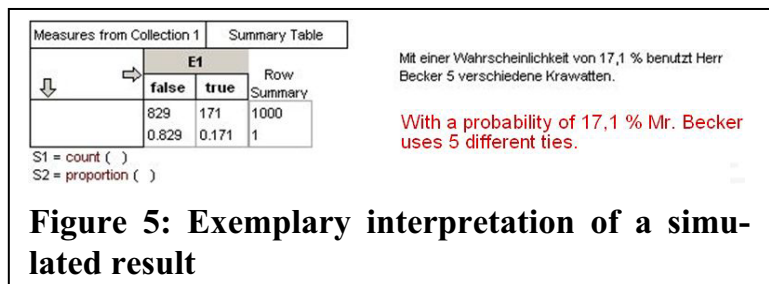 Measures from Collection 1 Summary Table
E1
false true Row Summary
829 171 1000
0.829 0.171 1
S1 = count ( )
S2 = proportion ( )
Mit einer Wahrscheinlichkeit von 17,1 % benutzt Herr
Becker 5 verschiedene Krawatten.
With a probability of 17,1 % Mr. Becker
uses 5 different ties.
Figure 5: Exemplary interpretation of a simu-
lated result